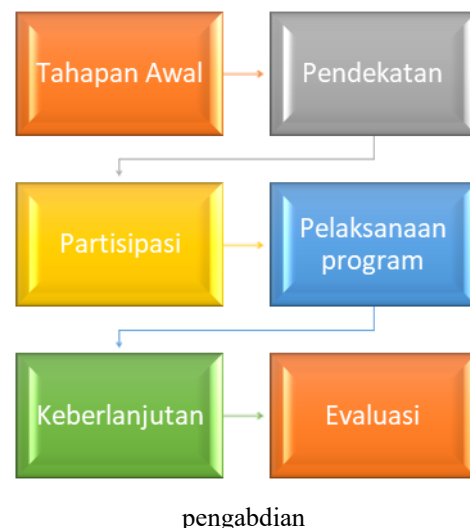 Tahapan Awal
Pendekatan
Partisipasi
Pelaksanaan
program
Keberlanjutan
Evaluasi
pengabdian